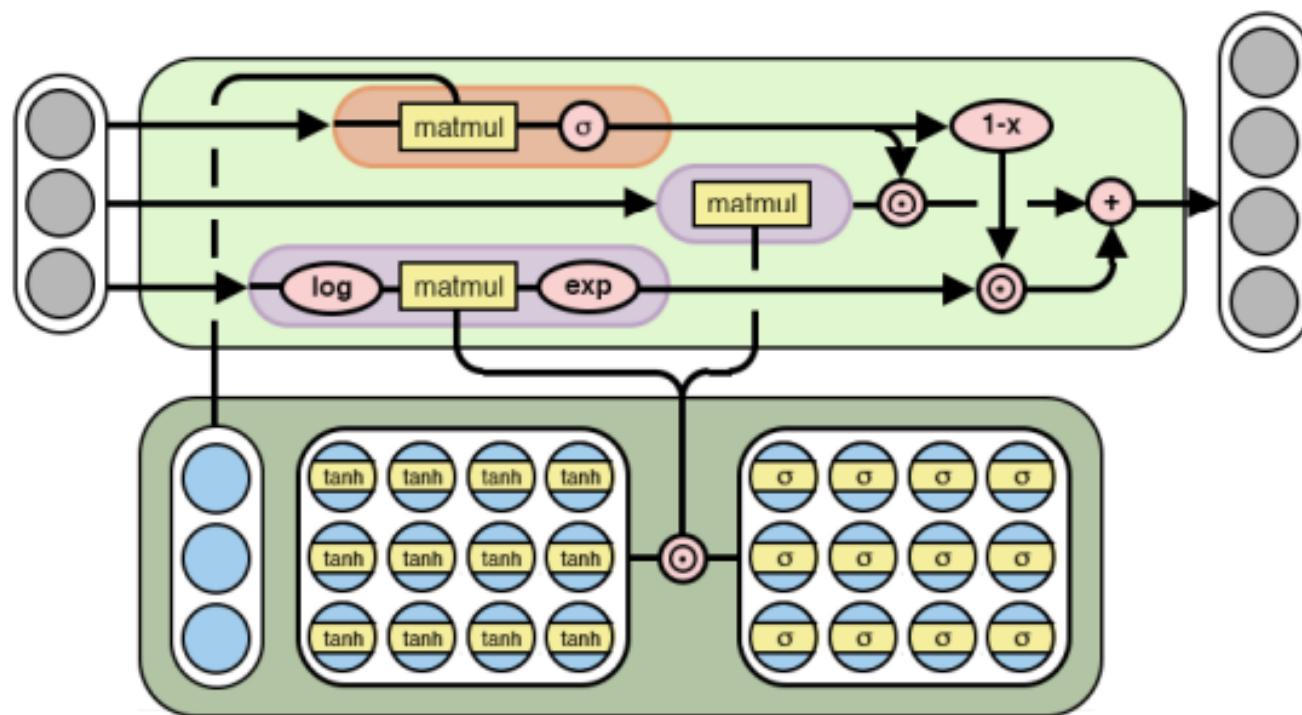 matmul σ 1-x
matmul ⊙ +
log matmul exp ⊙
tanh tanh tanh tanh σ σ σ σ
tanh tanh tanh tanh ⊙ σ σ σ σ
tanh tanh tanh tanh σ σ σ σ